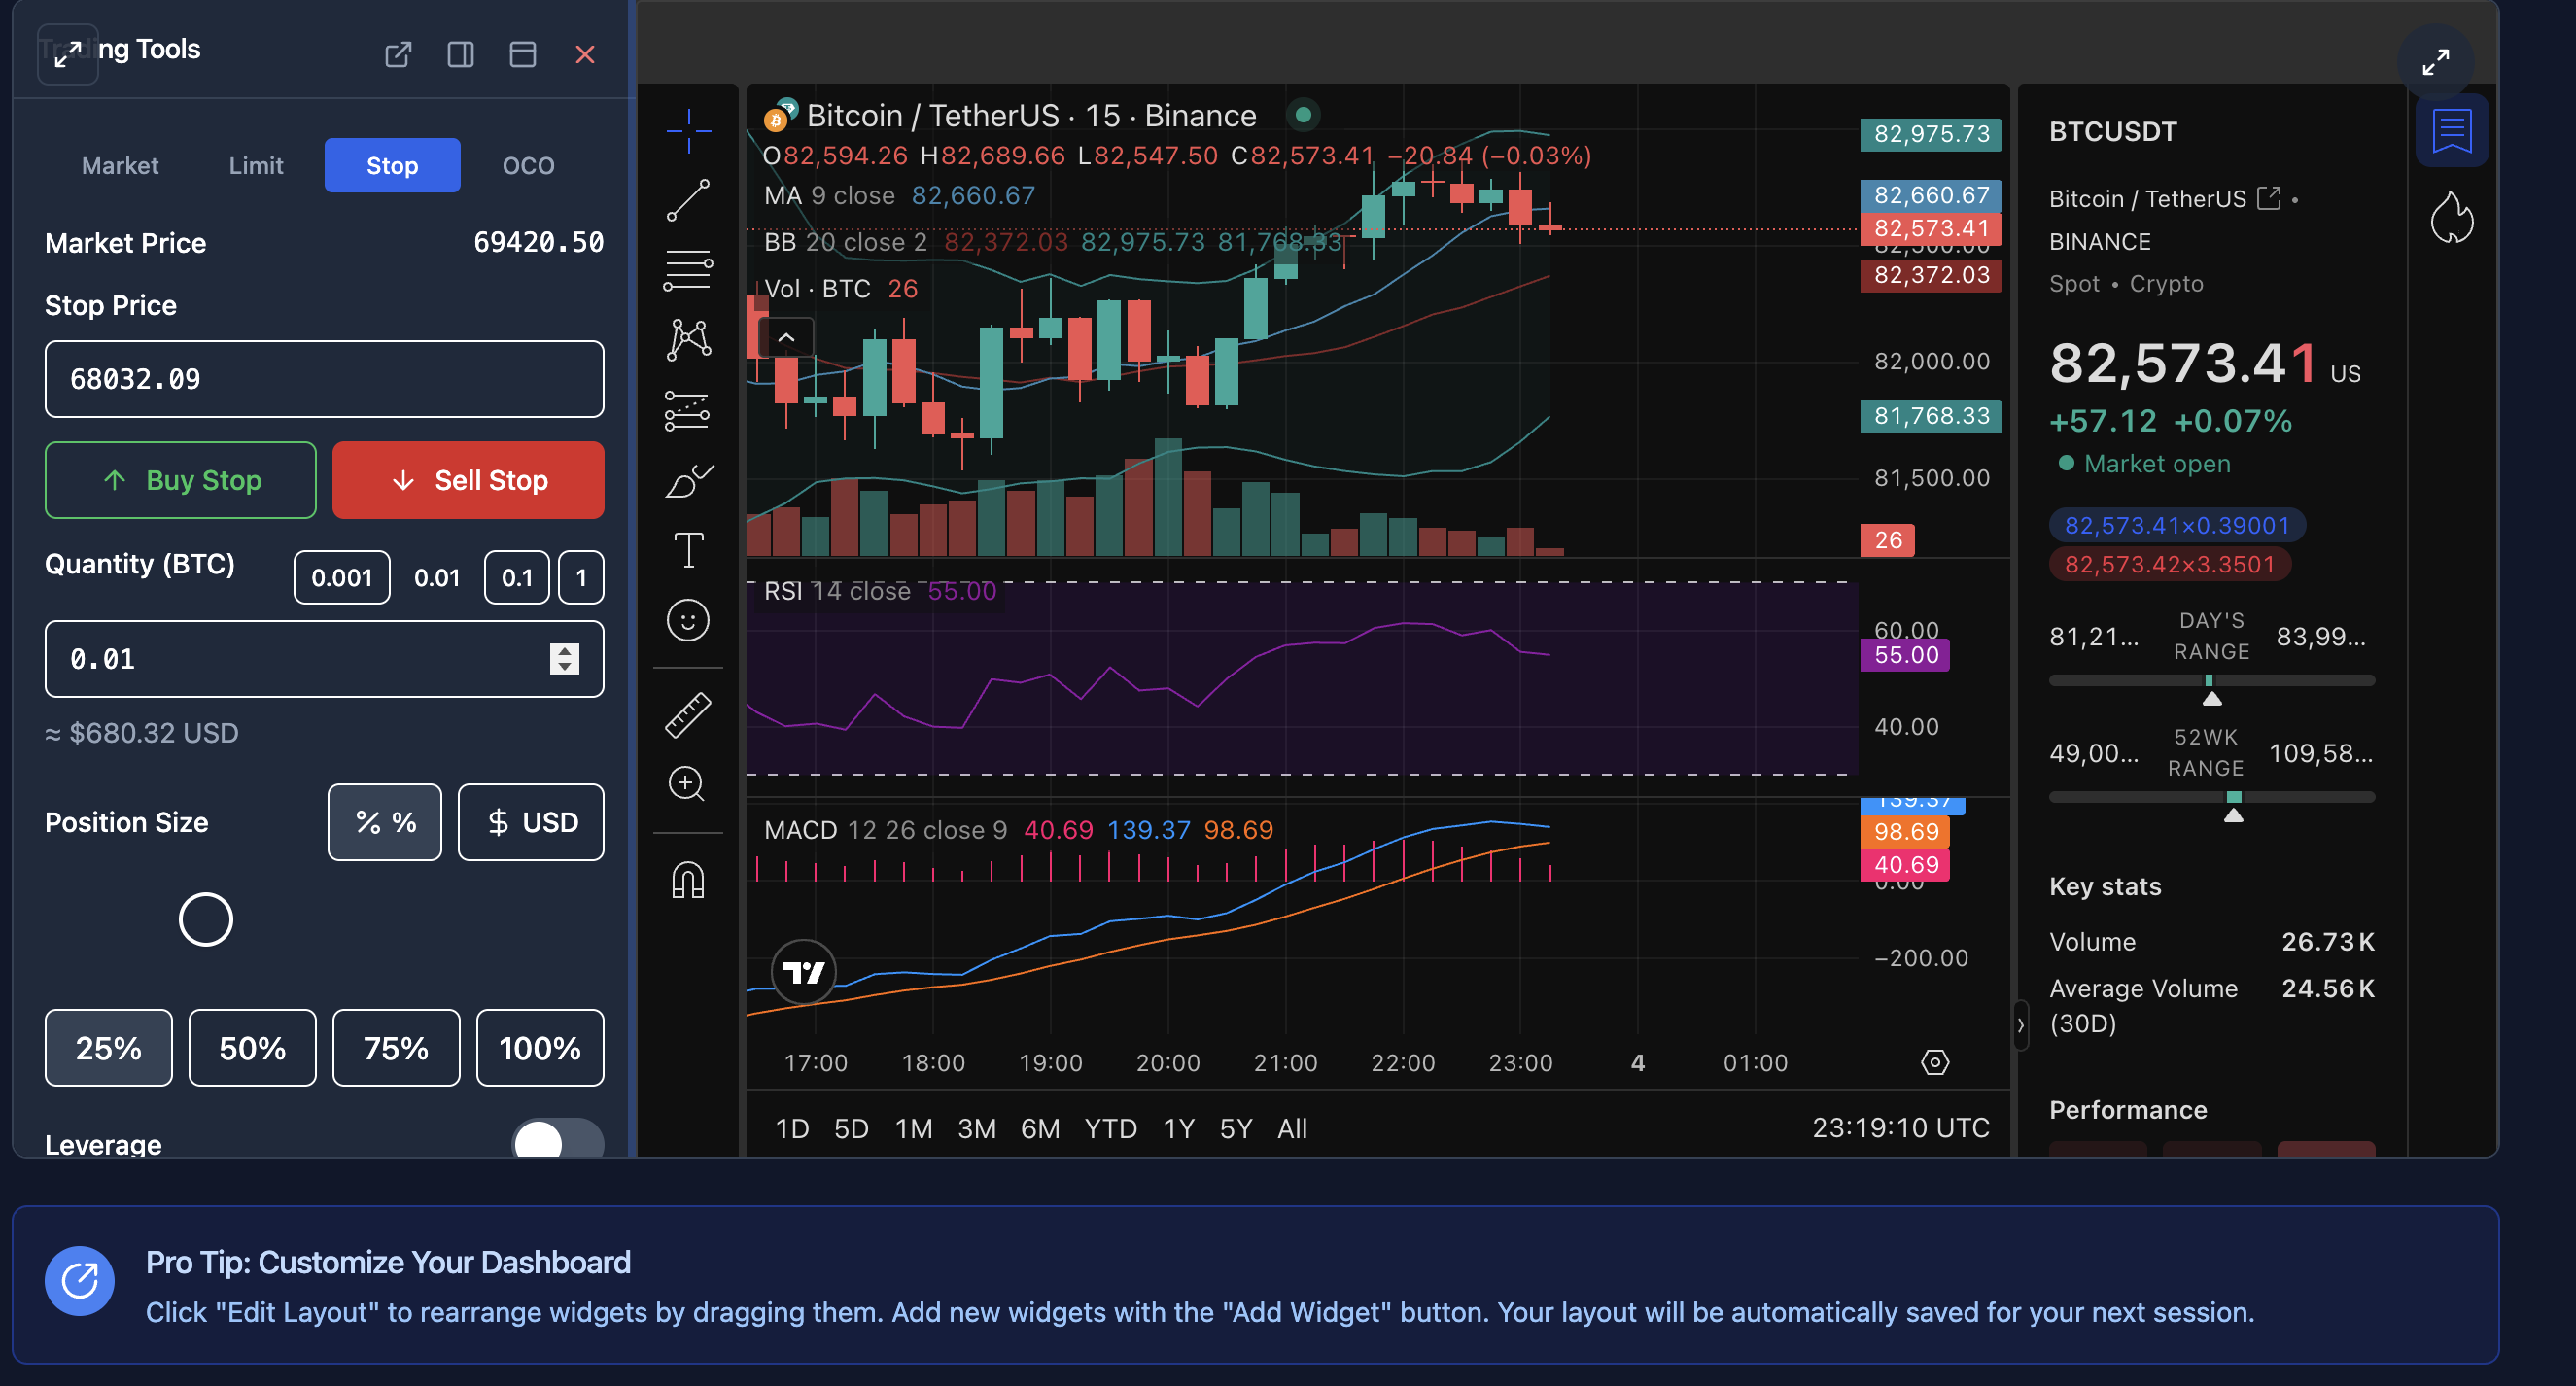 Trading Tools
Market Limit Stop OCO
Market Price 69420.50
Stop Price
68032.09
Buy Stop Sell Stop
Quantity (BTC) 0.001 0.01 0.1 1
0.01
≈ $680.32 USD
Position Size % % $ USD
25% 50% 75% 100%
Leverage
Bitcoin / TetherUS · 15 · Binance
O82,594.26 H82,689.66 L82,547.50 C82,573.41 −20.84 (−0.03%)
MA 9 close 82,660.67
BB 20 close 2 82,372.03 82,975.73 81,768.33
Vol · BTC 26
82,975.73
82,660.67
82,573.41
82,500.00
82,372.03
82,000.00
81,768.33
81,500.00
26
RSI 14 close 55.00
60.00
55.00
40.00
MACD 12 26 close 9 40.69 139.37 98.69
139.37
98.69
40.69
0.00
−200.00
17:00 18:00 19:00 20:00 21:00 22:00 23:00 4 01:00
1D 5D 1M 3M 6M YTD 1Y 5Y All 23:19:10 UTC
BTCUSDT
Bitcoin / TetherUS •
BINANCE
Spot • Crypto
82,573.41 US
+57.12 +0.07%
Market open
82,573.41×0.39001
82,573.42×3.3501
81,21... DAY'S RANGE 83,99...
49,00... 52WK RANGE 109,58...
Key stats
Volume 26.73K
Average Volume 24.56K
(30D)
Performance
Pro Tip: Customize Your Dashboard
Click "Edit Layout" to rearrange widgets by dragging them. Add new widgets with the "Add Widget" button. Your layout will be automatically saved for your next session.